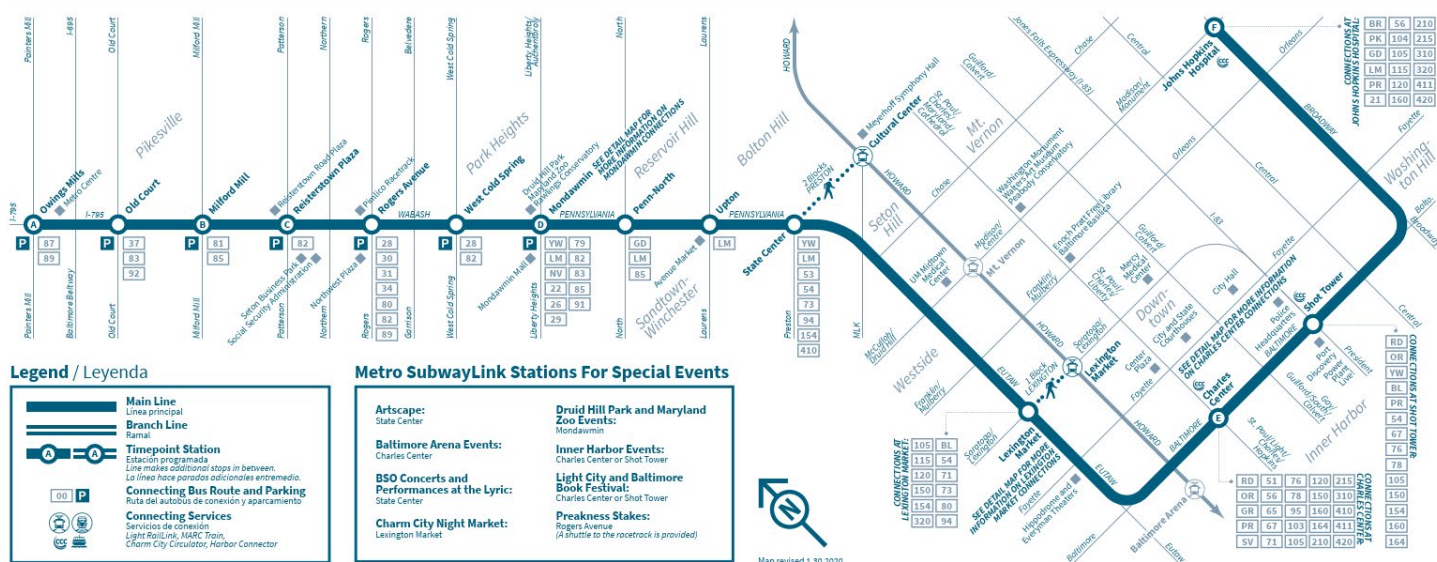 Painters Mill
I-695
Old Court
Milford Mill
Patterson
Northern
Rogers
Belvedere
West Cold Spring
Liberty Heights/
Auchentoroly
North
Laurens
HOWARD
Pikesville
Park Heights
Reservoir Hill
Bolton Hill
Mt.
Vernon
Seton
Hill
Sandtown-
Winchester
Westside
Down-
town
Inner Harbor
Washing-
ton Hill
I-795
A
Owings Mills
Metro Centre
P
87
89
I-795
Old Court
P
37
83
92
B
Milford Mill
P
81
85
C
Reisterstown Road Plaza
Reisterstown Plaza
P
82
Seton Business Park
Social Security Administration
Pimlico Racetrack
Rogers Avenue
P
28
30
31
34
80
82
89
Northwest Plaza
WABASH
West Cold Spring
P
28
82
D
Druid Hill Park
Maryland Zoo
Rawlings Conservatory
Mondawmin
SEE DETAIL MAP FOR
MORE INFORMATION ON
MONDAWMIN CONNECTIONS
P
YW 79
LM 82
NV 83
22 85
26 91
29
Mondawmin Mall
PENNSYLVANIA
Penn-North
GD
LM
85
Upton
LM
Avenue Market
PENNSYLVANIA
State Center
YW
LM
53
54
73
94
154
410
Painters Mill
Baltimore Beltway
Old Court
Milford Mill
Patterson
Northern
Rogers
Garrison
West Cold Spring
Liberty Heights
North
Laurens
Preston
MLK
2 Blocks
PRESTON
Meyerhoff Symphony Hall
Cultural Center
HOWARD
Guilford/
Calvert
St. Paul/
Charles/
Maryland/
Cathedral
Chase
Jones Falls Expressway (I-83)
Chase
Central
Madison/
Monument
Orleans
Orleans
Central
I-83
Fayette
Washington Monument
Walters Art Museum
Peabody Conservatory
Madison/
Centre
Mt. Vernon
UM Midtown
Medical
Center
Enoch Pratt Free Library
Baltimore Basilica
Franklin/
Mulberry
St. Paul/
Charles/
Liberty
Guilford/
Calvert
Mercy
Medical
Center
City Hall
City and State
Courthouses
Center
Plaza
Fayette
HOWARD
Saratoga/
Lexington
Lexington
Market
1 Block
LEXINGTON
McCulloh/
Druid Hill
Franklin/
Mulberry
EUTAW
Saratoga/
Lexington
Lexington
Market
SEE DETAIL MAP FOR MORE
INFORMATION ON LEXINGTON
MARKET CONNECTIONS
CONNECTIONS AT
LEXINGTON MARKET:
105 BL
115 54
120 71
150 73
154 80
320 94
Fayette
Hippodrome and
Everyman Theaters
EUTAW
HOWARD
Baltimore
Baltimore Arena
Eutaw
BALTIMORE
E
Charles
Center
SEE DETAIL MAP FOR MORE INFORMATION
ON CHARLES CENTER CONNECTIONS
St. Paul/Light/
Charles/
Hopkins
CONNECTIONS AT
CHARLES CENTER:
RD 51 76 120 215
OR 56 78 150 310
GR 65 95 160 410
PR 67 103 164 411
SV 71 105 210 420
Guilford/South/
Calvert
Gay/
BALTIMORE
Police
Headquarters
Shot Tower
Port
Discovery
Power
Plant
Live!
President
Central
CONNECTIONS AT SHOT TOWER:
RD
OR
YW
BL
PR
54
67
76
78
105
150
154
160
164
Broadway
Fayette
BROADWAY
F
Johns Hopkins
Hospital
CONNECTIONS AT
JOHNS HOPKINS HOSPITAL:
BR 56 210
PK 104 215
GD 105 310
LM 115 320
PR 120 411
21 160 420
Legend / Leyenda
Main Line
Línea principal
Branch Line
Ramal
A A
Timepoint Station
Estación programada
Line makes additional stops in between.
La línea hace paradas adicionales entremedio.
00 P
Connecting Bus Route and Parking
Ruta del autobus de conexión y aparcamiento
Connecting Services
Servicios de conexión
Light RailLink, MARC Train,
Charm City Circulator, Harbor Connector
Metro SubwayLink Stations For Special Events
Artscape:
State Center
Baltimore Arena Events:
Charles Center
BSO Concerts and
Performances at the Lyric:
State Center
Charm City Night Market:
Lexington Market
Druid Hill Park and Maryland
Zoo Events:
Mondawmin
Inner Harbor Events:
Charles Center or Shot Tower
Light City and Baltimore
Book Festival:
Charles Center or Shot Tower
Preakness Stakes:
Rogers Avenue
(A shuttle to the racetrack is provided)
N
Map revised 1.30.2020